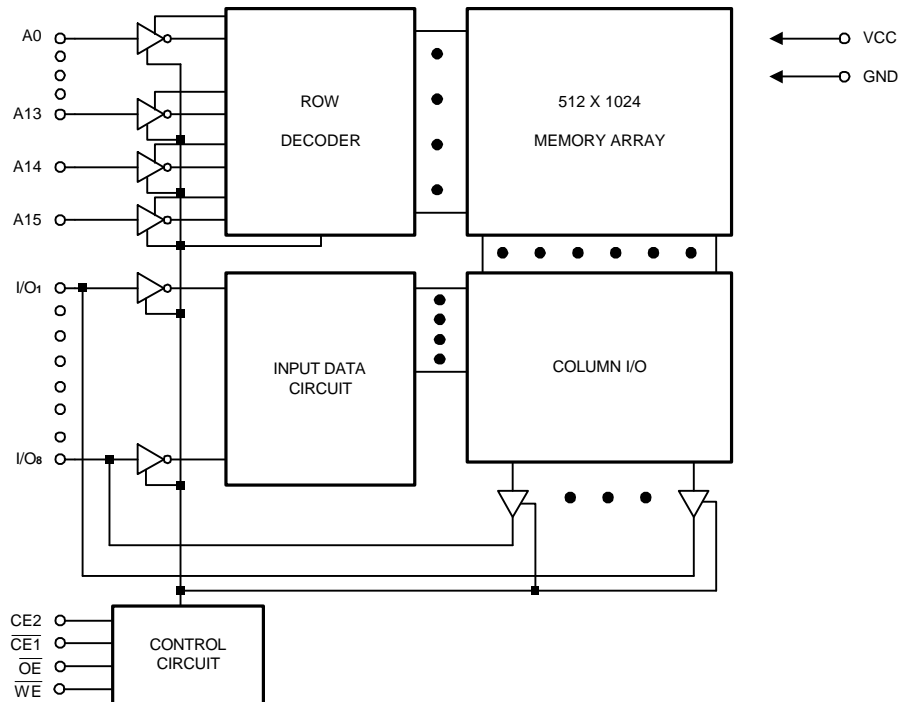 A0
A13
A14
A15
ROW
DECODER
512 X 1024
MEMORY ARRAY
VCC
GND
I/O1
I/O8
INPUT DATA
CIRCUIT
COLUMN I/O
CE2
CE1
OE
WE
CONTROL
CIRCUIT